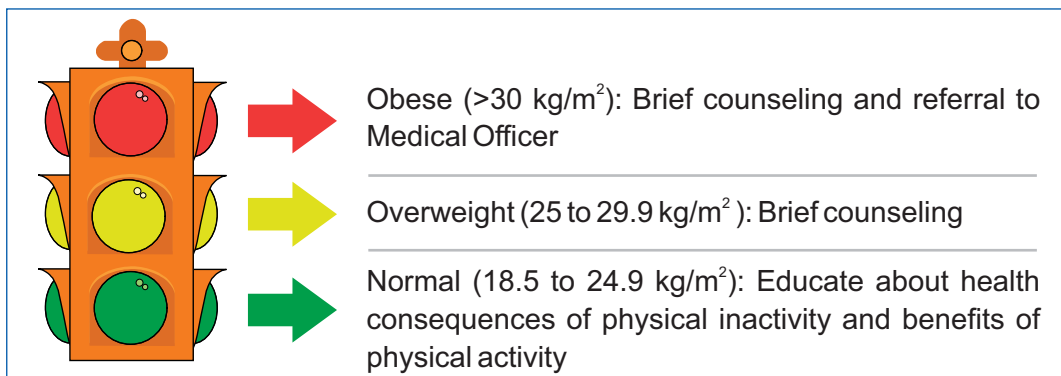 Obese (>30 kg/m²): Brief counseling and referral to
Medical Officer
Overweight (25 to 29.9 kg/m² ): Brief counseling
Normal (18.5 to 24.9 kg/m²): Educate about health
consequences of physical inactivity and benefits of
physical activity